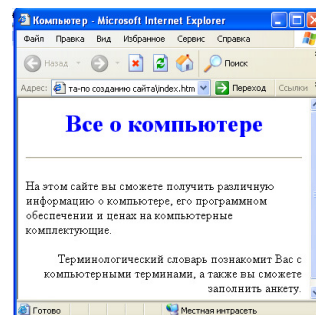 Компьютер - Microsoft Internet Explorer
Файл Правка Вид Избранное Сервис Справка
Назад Поиск
Адрес: та-по созданию сайта\index.htm Переход Ссылки
Все о компьютере
На этом сайте вы сможете получить различную
информацию о компьютере, его программном
обеспечении и ценах на компьютерные
комплектующие.
Терминологический словарь познакомит Вас с
компьютерными терминами, а также вы сможете
заполнить анкету.
Готово Местная интрасеть